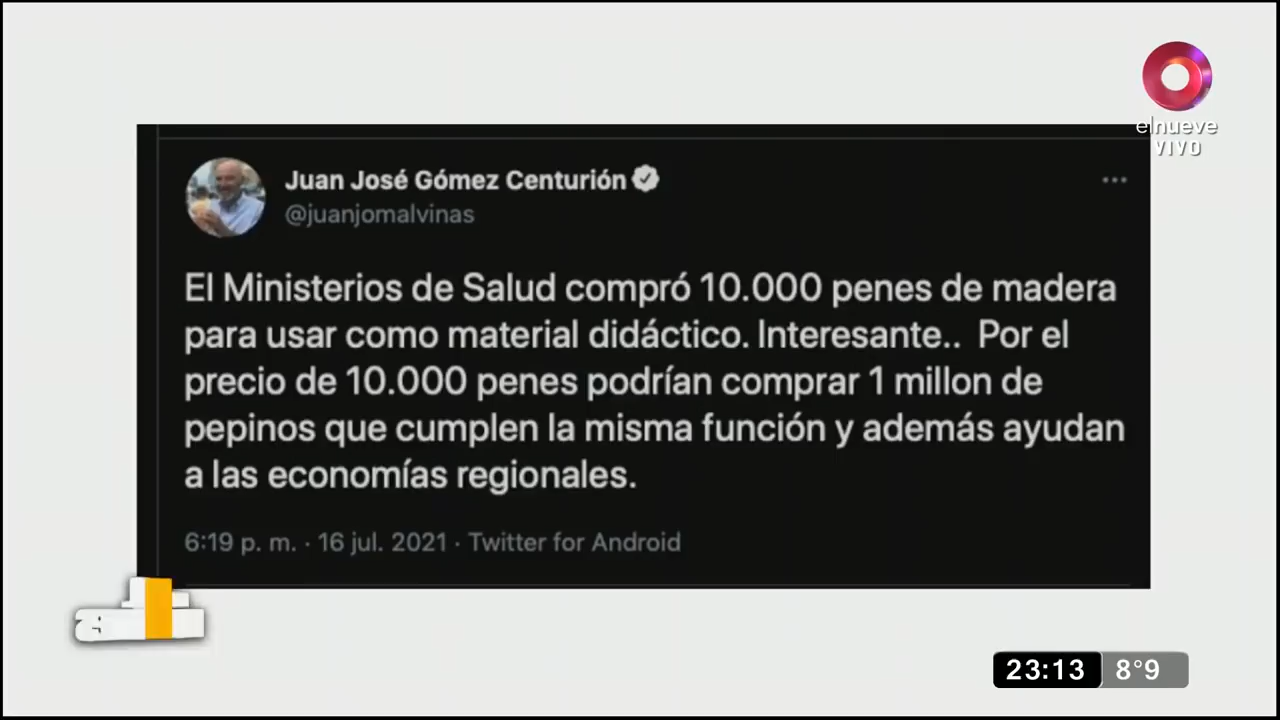 elnueve
VIVO
Juan José Gómez Centurión
@juanjomalvinas
El Ministerios de Salud compró 10.000 penes de madera
para usar como material didáctico. Interesante.. Por el
precio de 10.000 penes podrían comprar 1 millon de
pepinos que cumplen la misma función y además ayudan
a las economías regionales.
6:19 p. m. · 16 jul. 2021 · Twitter for Android
23:13 8°9